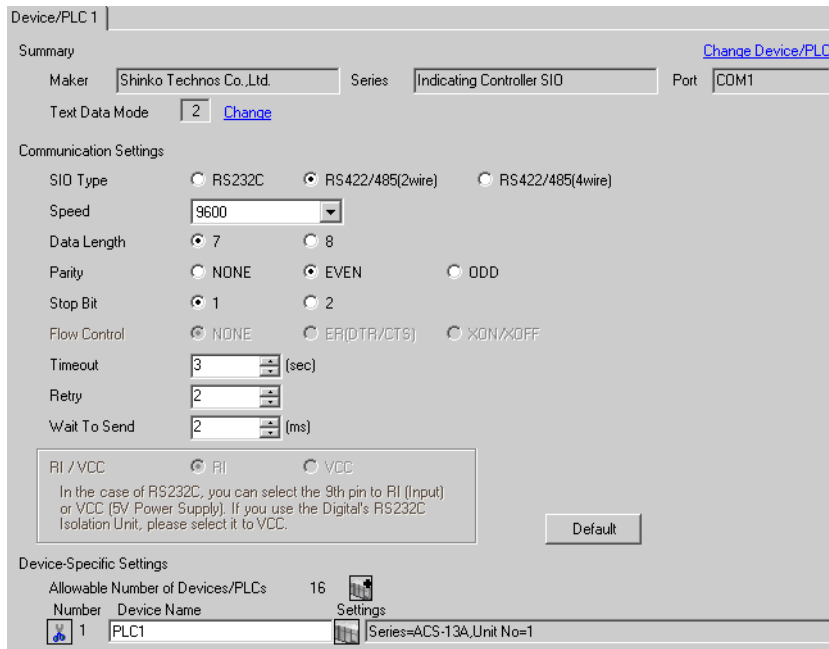 Device/PLC 1
Summary
Change Device/PLC
Maker Shinko Technos Co.,Ltd. Series Indicating Controller SIO Port COM1
Text Data Mode 2 Change
Communication Settings
SIO Type RS232C RS422/485(2wire) RS422/485(4wire)
Speed 9600
Data Length 7 8
Parity NONE EVEN ODD
Stop Bit 1 2
Flow Control NONE ER(DTR/CTS) XON/XOFF
Timeout 3 (sec)
Retry 2
Wait To Send 2 (ms)
RI / VCC RI VCC
In the case of RS232C, you can select the 9th pin to RI (Input)
or VCC (5V Power Supply). If you use the Digital's RS232C
Isolation Unit, please select it to VCC.
Default
Device-Specific Settings
Allowable Number of Devices/PLCs 16
Number Device Name Settings
1 PLC1 Series=ACS-13A,Unit No=1